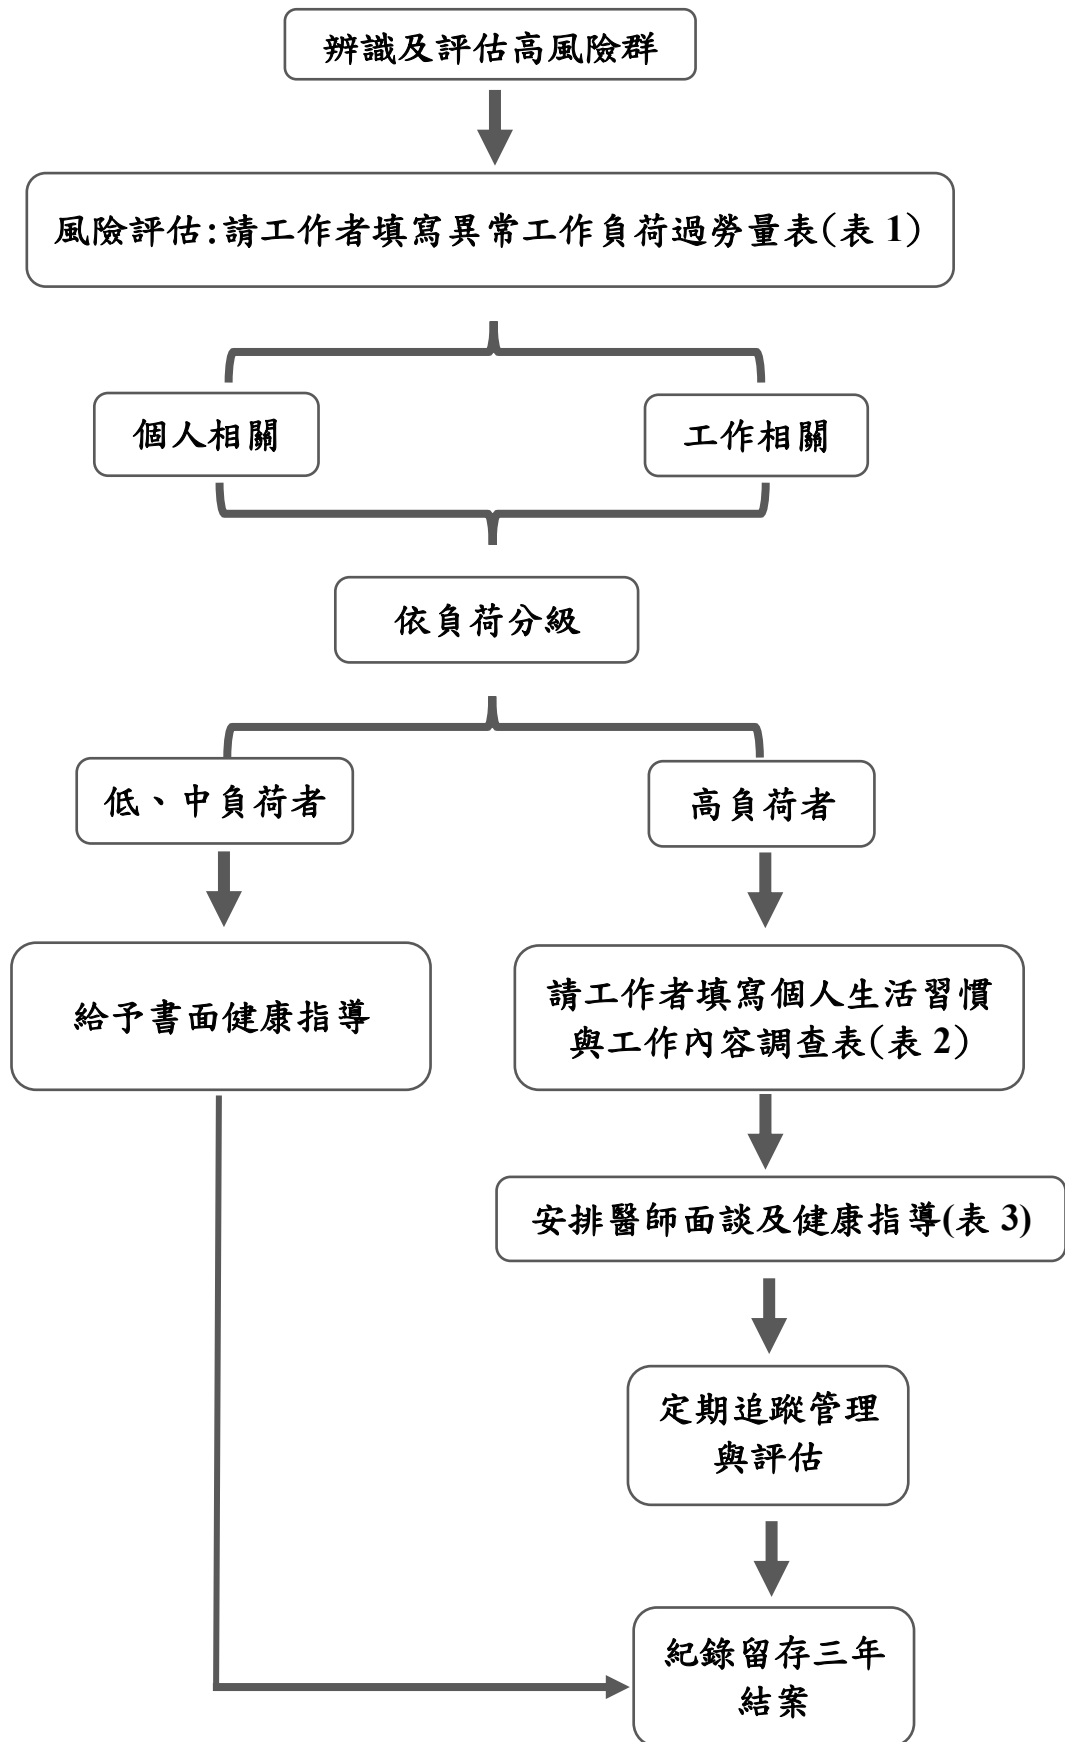 辨識及評估高風險群
風險評估:請工作者填寫異常工作負荷過勞量表(表 1)
個人相關
工作相關
依負荷分級
低、中負荷者
高負荷者
給予書面健康指導
請工作者填寫個人生活習慣
與工作內容調查表(表 2)
安排醫師面談及健康指導(表 3)
定期追蹤管理
與評估
紀錄留存三年
結案